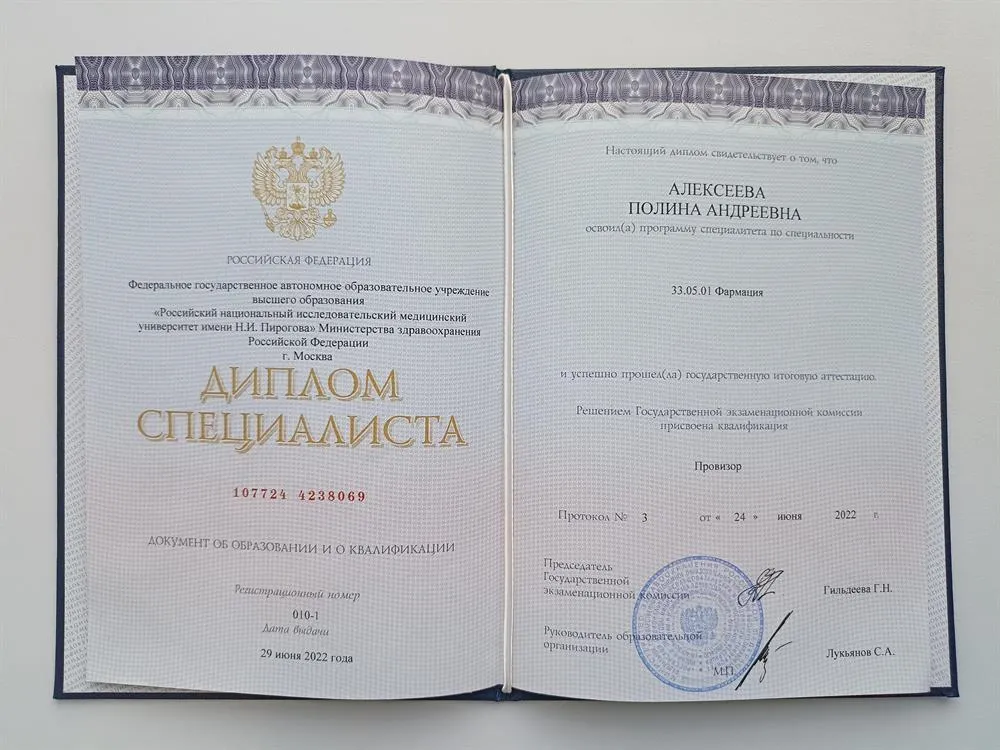 РОССИЙСКАЯ ФЕДЕРАЦИЯ
Федеральное государственное автономное образовательное учреждение
высшего образования
«Российский национальный исследовательский медицинский
университет имени Н.И. Пирогова» Министерства здравоохранения
Российской Федерации
г. Москва
ДИПЛОМ
СПЕЦИАЛИСТА
107724 4238069
ДОКУМЕНТ ОБ ОБРАЗОВАНИИ И О КВАЛИФИКАЦИИ
Регистрационный номер
010-1
Дата выдачи
29 июня 2022 года
Настоящий диплом свидетельствует о том, что
АЛЕКСЕЕВА
ПОЛИНА АНДРЕЕВНА
освоил(а) программу специалитета по специальности
33.05.01 Фармация
и успешно прошел(ла) государственную итоговую аттестацию.
Решением Государственной экзаменационной комиссии
присвоена квалификация
Провизор
Протокол № 3 от « 24 » июня 2022 г.
Председатель
Государственной
экзаменационной комиссии Гильдеева Г.Н.
Руководитель образовательной
организации Лукьянов С.А.
М.П.